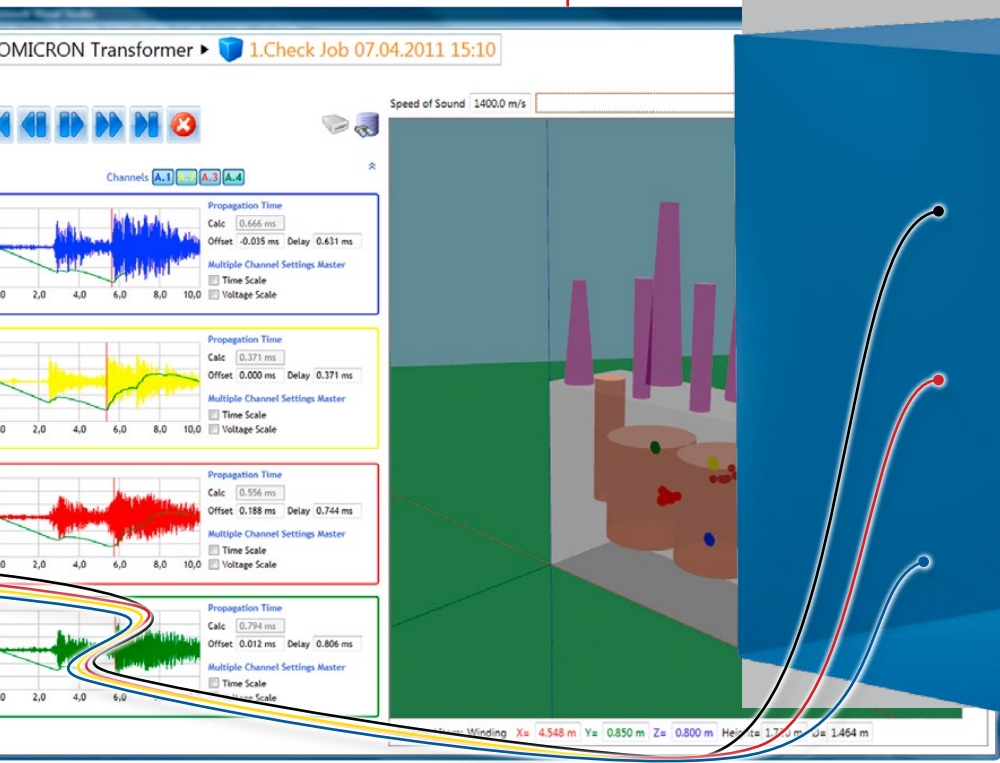 OMICRON Transformer ▸ 1.Check Job 07.04.2011 15:10
Speed of Sound 1400.0 m/s
Channels A.1 A.3 A.4
Propagation Time
Calc 0.666 ms
Offset -0.035 ms Delay 0.631 ms
Multiple Channel Settings Master
Time Scale
Voltage Scale
0 2,0 4,0 6,0 8,0 10,0
Propagation Time
Calc 0.371 ms
Offset 0.000 ms Delay 0.371 ms
Multiple Channel Settings Master
Time Scale
Voltage Scale
0 2,0 4,0 6,0 8,0 10,0
Propagation Time
Calc 0.556 ms
Offset 0.188 ms Delay 0.744 ms
Multiple Channel Settings Master
Time Scale
Voltage Scale
0 2,0 4,0 6,0 8,0 10,0
Propagation Time
Calc 0.794 ms
Offset 0.012 ms Delay 0.806 ms
Multiple Channel Settings Master
Time Scale
Scale
0 2,0 4,0 6,0 8,0 10,0
Winding X= 4.548 m Y= 0.850 m Z= 0.800 m 1.464 m